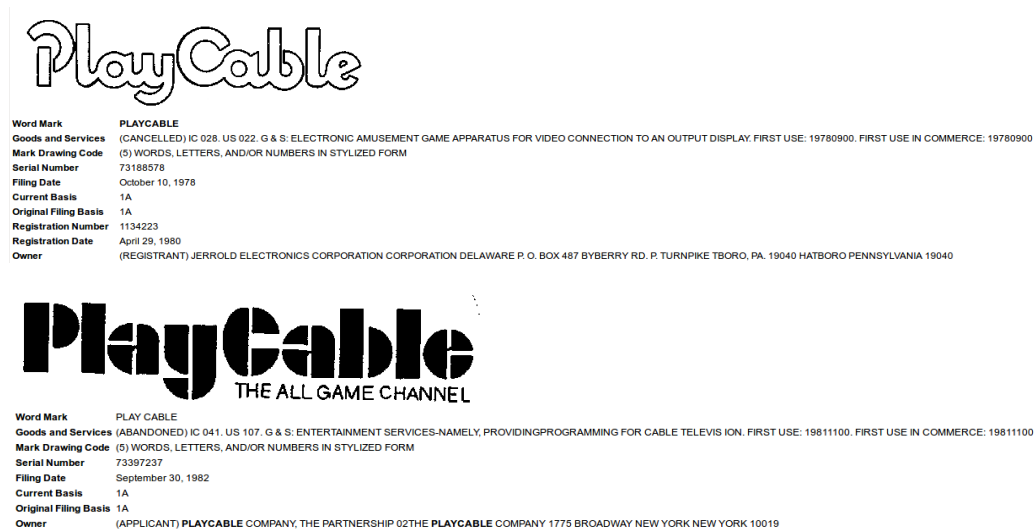 PlayCable
Word Mark PLAYCABLE
Goods and Services (CANCELLED) IC 028. US 022. G & S: ELECTRONIC AMUSEMENT GAME APPARATUS FOR VIDEO CONNECTION TO AN OUTPUT DISPLAY. FIRST USE: 19780900. FIRST USE IN COMMERCE: 19780900
Mark Drawing Code (5) WORDS, LETTERS, AND/OR NUMBERS IN STYLIZED FORM
Serial Number 73188578
Filing Date October 10, 1978
Current Basis 1A
Original Filing Basis 1A
Registration Number 1134223
Registration Date April 29, 1980
Owner (REGISTRANT) JERROLD ELECTRONICS CORPORATION CORPORATION DELAWARE P. O. BOX 487 BYBERRY RD. P. TURNPIKE TBORO, PA. 19040 HATBORO PENNSYLVANIA 19040
PlayCable
THE ALL GAME CHANNEL
Word Mark PLAY CABLE
Goods and Services (ABANDONED) IC 041. US 107. G & S: ENTERTAINMENT SERVICES-NAMELY, PROVIDINGPROGRAMMING FOR CABLE TELEVIS ION. FIRST USE: 19811100. FIRST USE IN COMMERCE: 19811100
Mark Drawing Code (5) WORDS, LETTERS, AND/OR NUMBERS IN STYLIZED FORM
Serial Number 73397237
Filing Date September 30, 1982
Current Basis 1A
Original Filing Basis 1A
Owner (APPLICANT) PLAYCABLE COMPANY, THE PARTNERSHIP 02THE PLAYCABLE COMPANY 1775 BROADWAY NEW YORK NEW YORK 10019